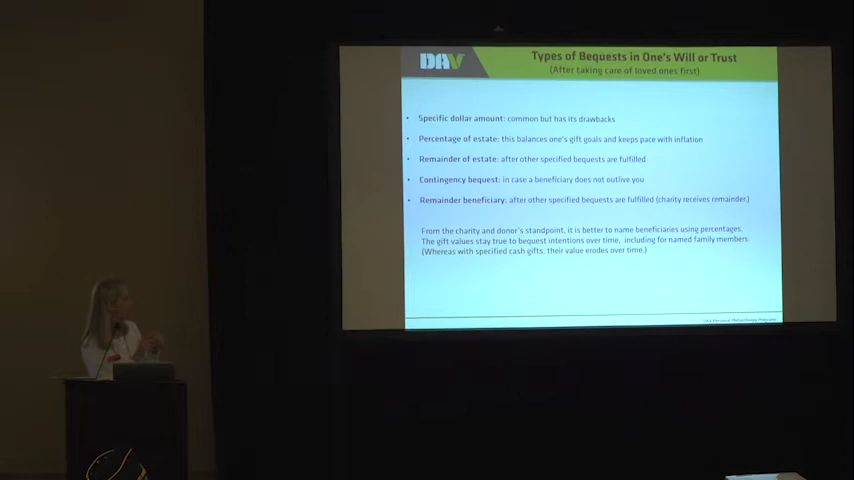 DAV
Types of Bequests in One's Will or Trust
(After taking care of loved ones first)
• Specific dollar amount: common but has its drawbacks
• Percentage of estate: this balances one's gift goals and keeps pace with inflation
• Remainder of estate: after other specified bequests are fulfilled
• Contingency bequest: in case a beneficiary does not outlive you
• Remainder beneficiary: after other specified bequests are fulfilled (charity receives remainder.)
From the charity and donor's standpoint, it is better to name beneficiaries using percentages.
The gift values stay true to bequest intentions over time, including for named family members.
(Whereas with specified cash gifts, their value erodes over time.)
Personal Philanthropy Programs